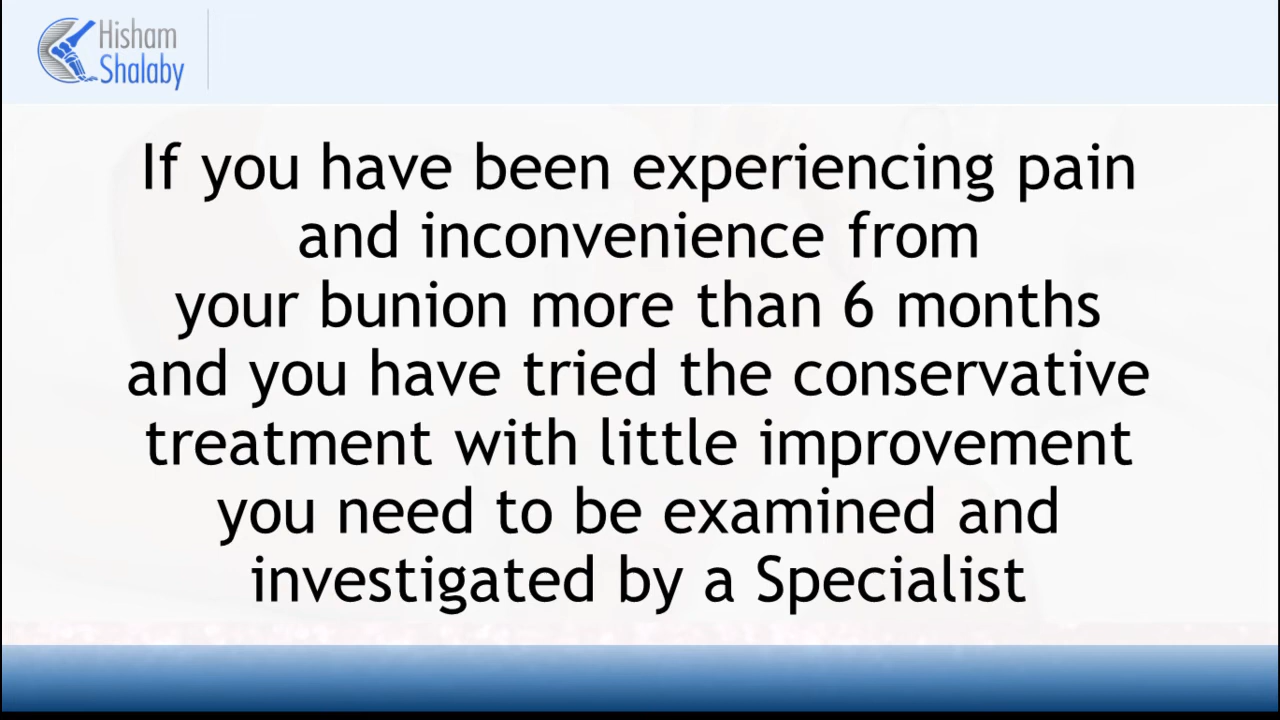 Hisham
Shalaby
If you have been experiencing pain
and inconvenience from
your bunion more than 6 months
and you have tried the conservative
treatment with little improvement
you need to be examined and
investigated by a Specialist